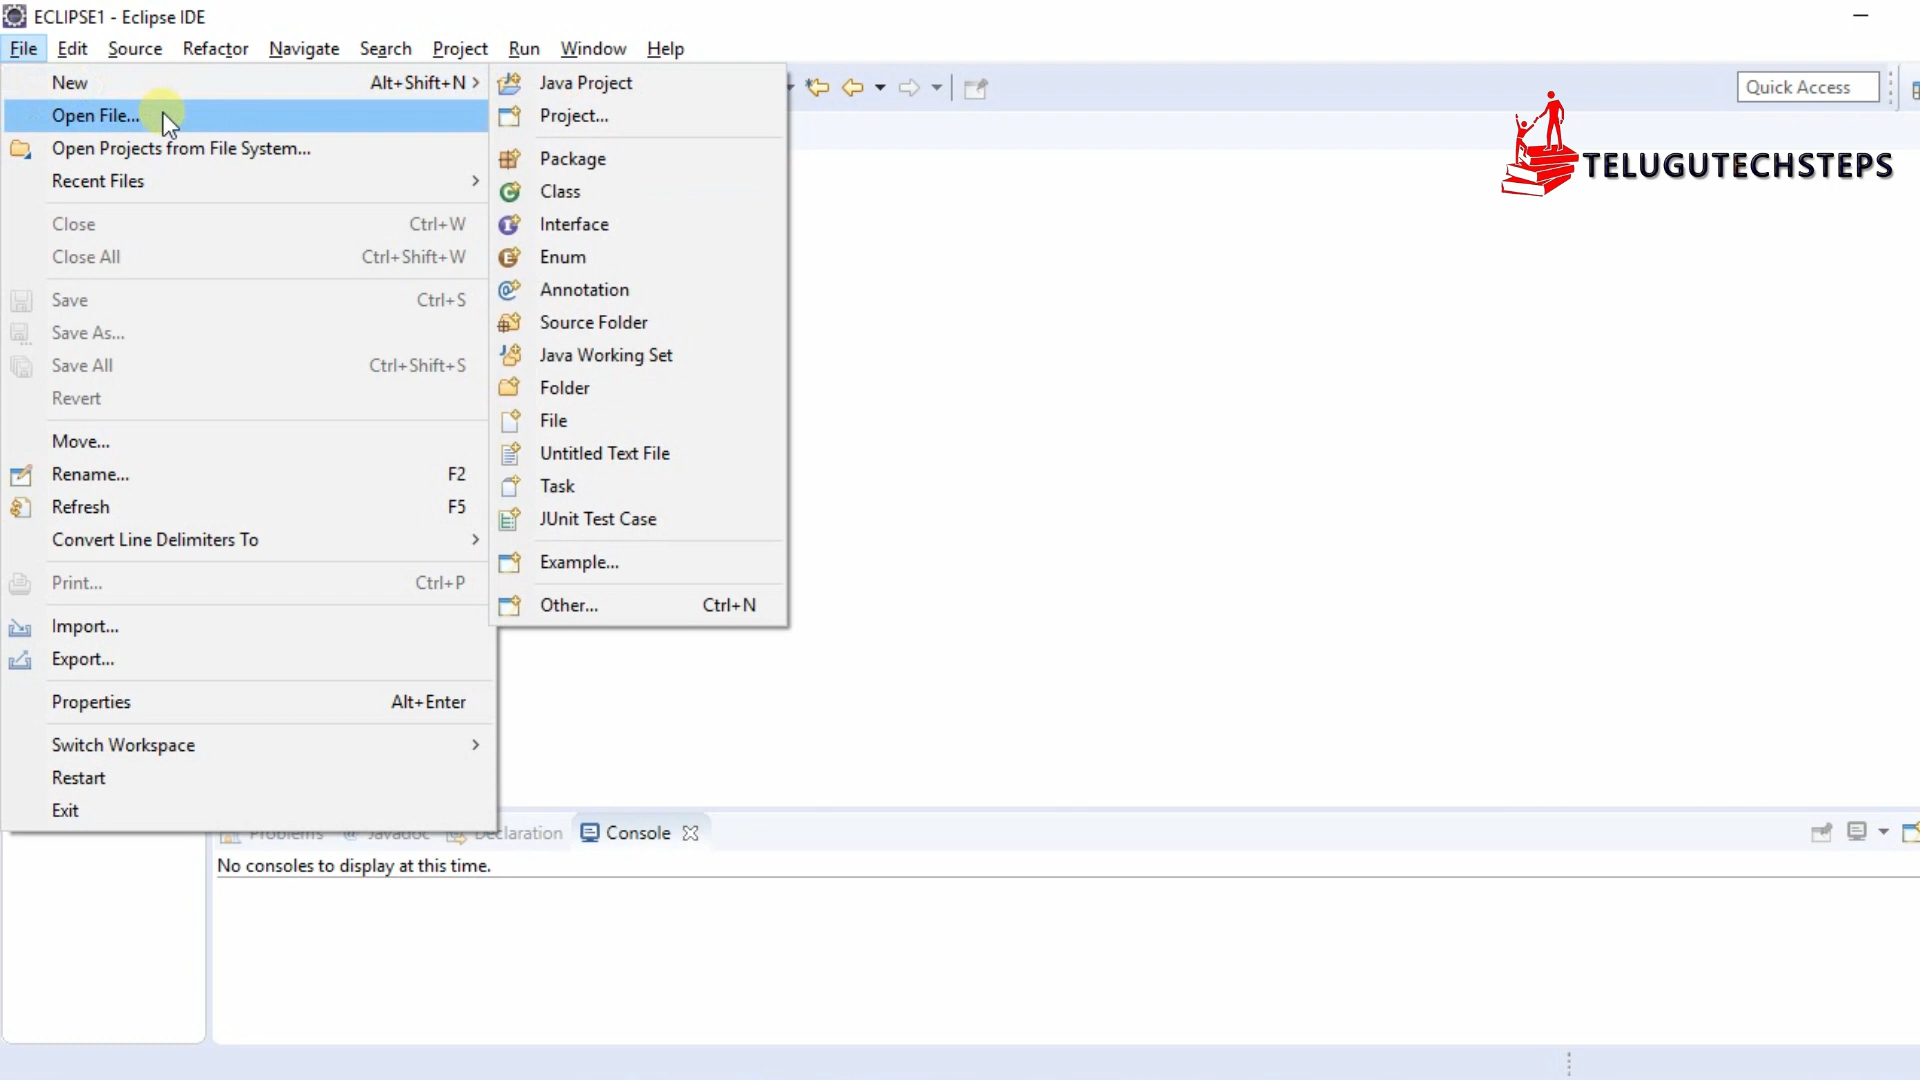 ECLIPSE1 - Eclipse IDE
File Edit Source Refactor Navigate Search Project Run Window Help
New Alt+Shift+N
Open File...
Open Projects from File System...
Recent Files
Close Ctrl+W
Close All Ctrl+Shift+W
Save Ctrl+S
Save As...
Save All Ctrl+Shift+S
Revert
Move...
Rename... F2
Refresh F5
Convert Line Delimiters To
Print... Ctrl+P
Import...
Export...
Properties Alt+Enter
Switch Workspace
Restart
Exit
Java Project
Project...
Package
Class
Interface
Enum
Annotation
Source Folder
Java Working Set
Folder
File
Untitled Text File
Task
JUnit Test Case
Example...
Other... Ctrl+N
Quick Access
TELUGUTECHSTEPS
Problems @ Javadoc Declaration Console
No consoles to display at this time.